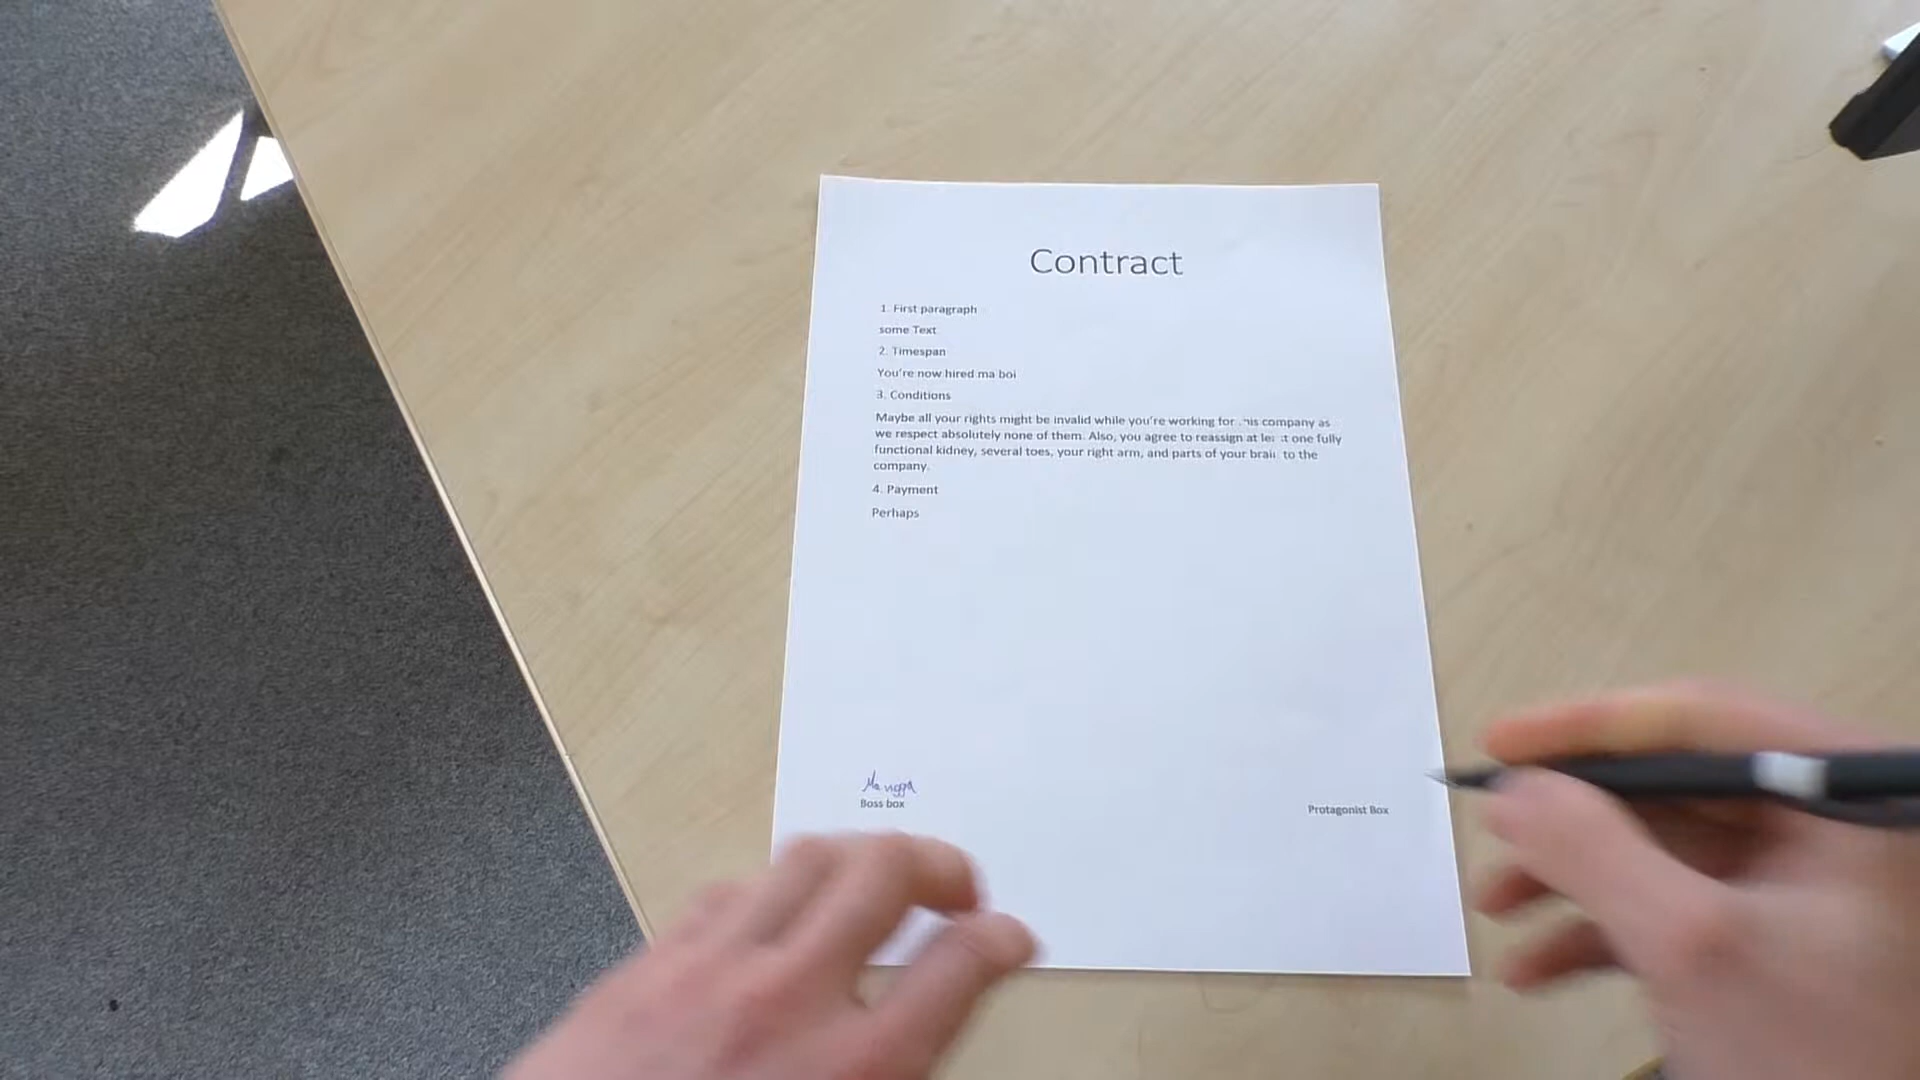 Contract
1. First paragraph
some Text
2. Timespan
You're now hired ma boi
3. Conditions
Maybe all your rights might be invalid while you're working for his company as
we respect absolutely none of them. Also, you agree to reassign at le t one fully
functional kidney, several toes, your right arm, and parts of your brai to the
company.
4. Payment
Perhaps
Boss box
Protagonist Box